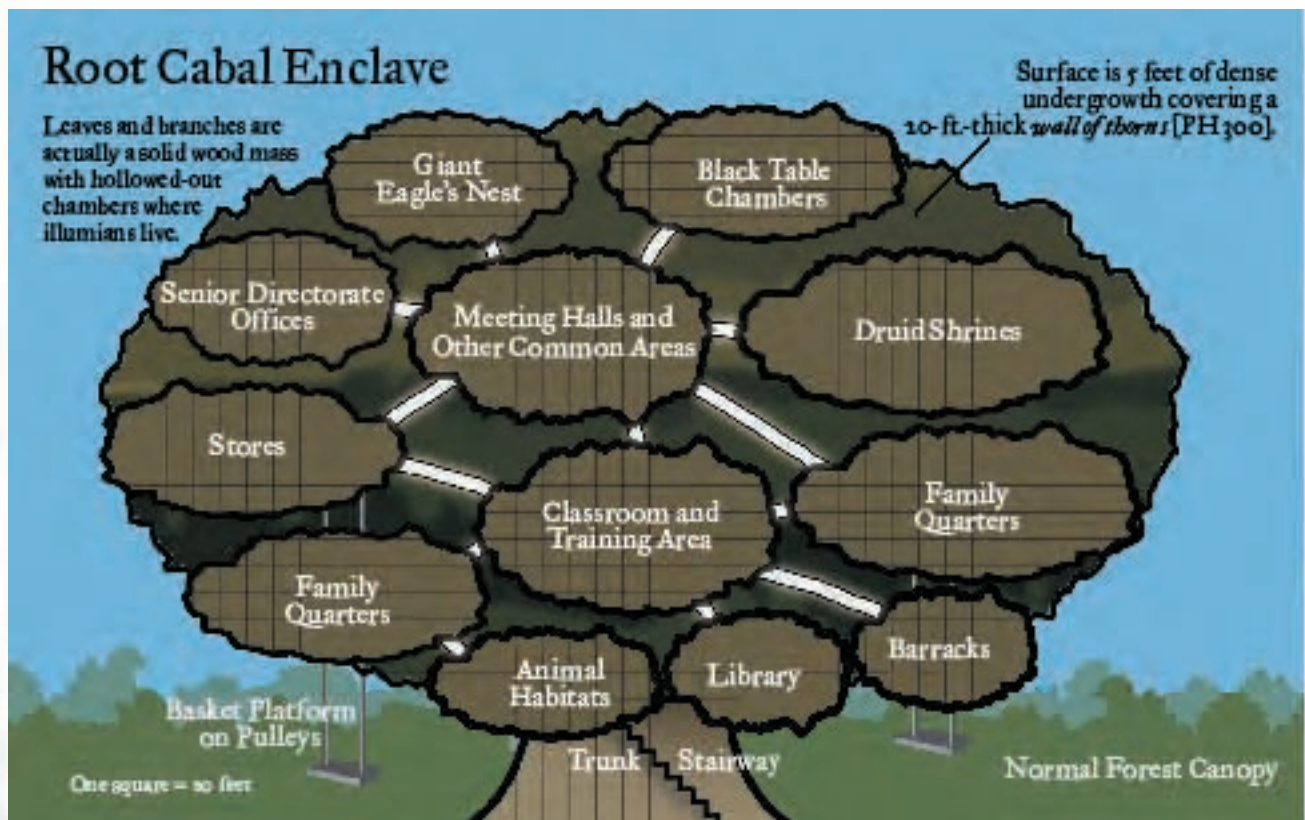 Root Cabal Enclave
Leaves and branches are
actually a solid wood mass
with hollowed-out
chambers where
illumians live.
Surface is 5 feet of dense
undergrowth covering a
10-ft.-thick wall of thorns [PH 300].
Giant
Eagle's Nest
Black Table
Chambers
Senior Directorate
Offices
Meeting Halls and
Other Common Areas
Druid Shrines
Stores
Classroom and
Training Area
Family
Quarters
Family
Quarters
Animal
Habitats
Library
Barracks
Basket Platform
on Pulleys
Trunk Stairway
Normal Forest Canopy
One square = feet